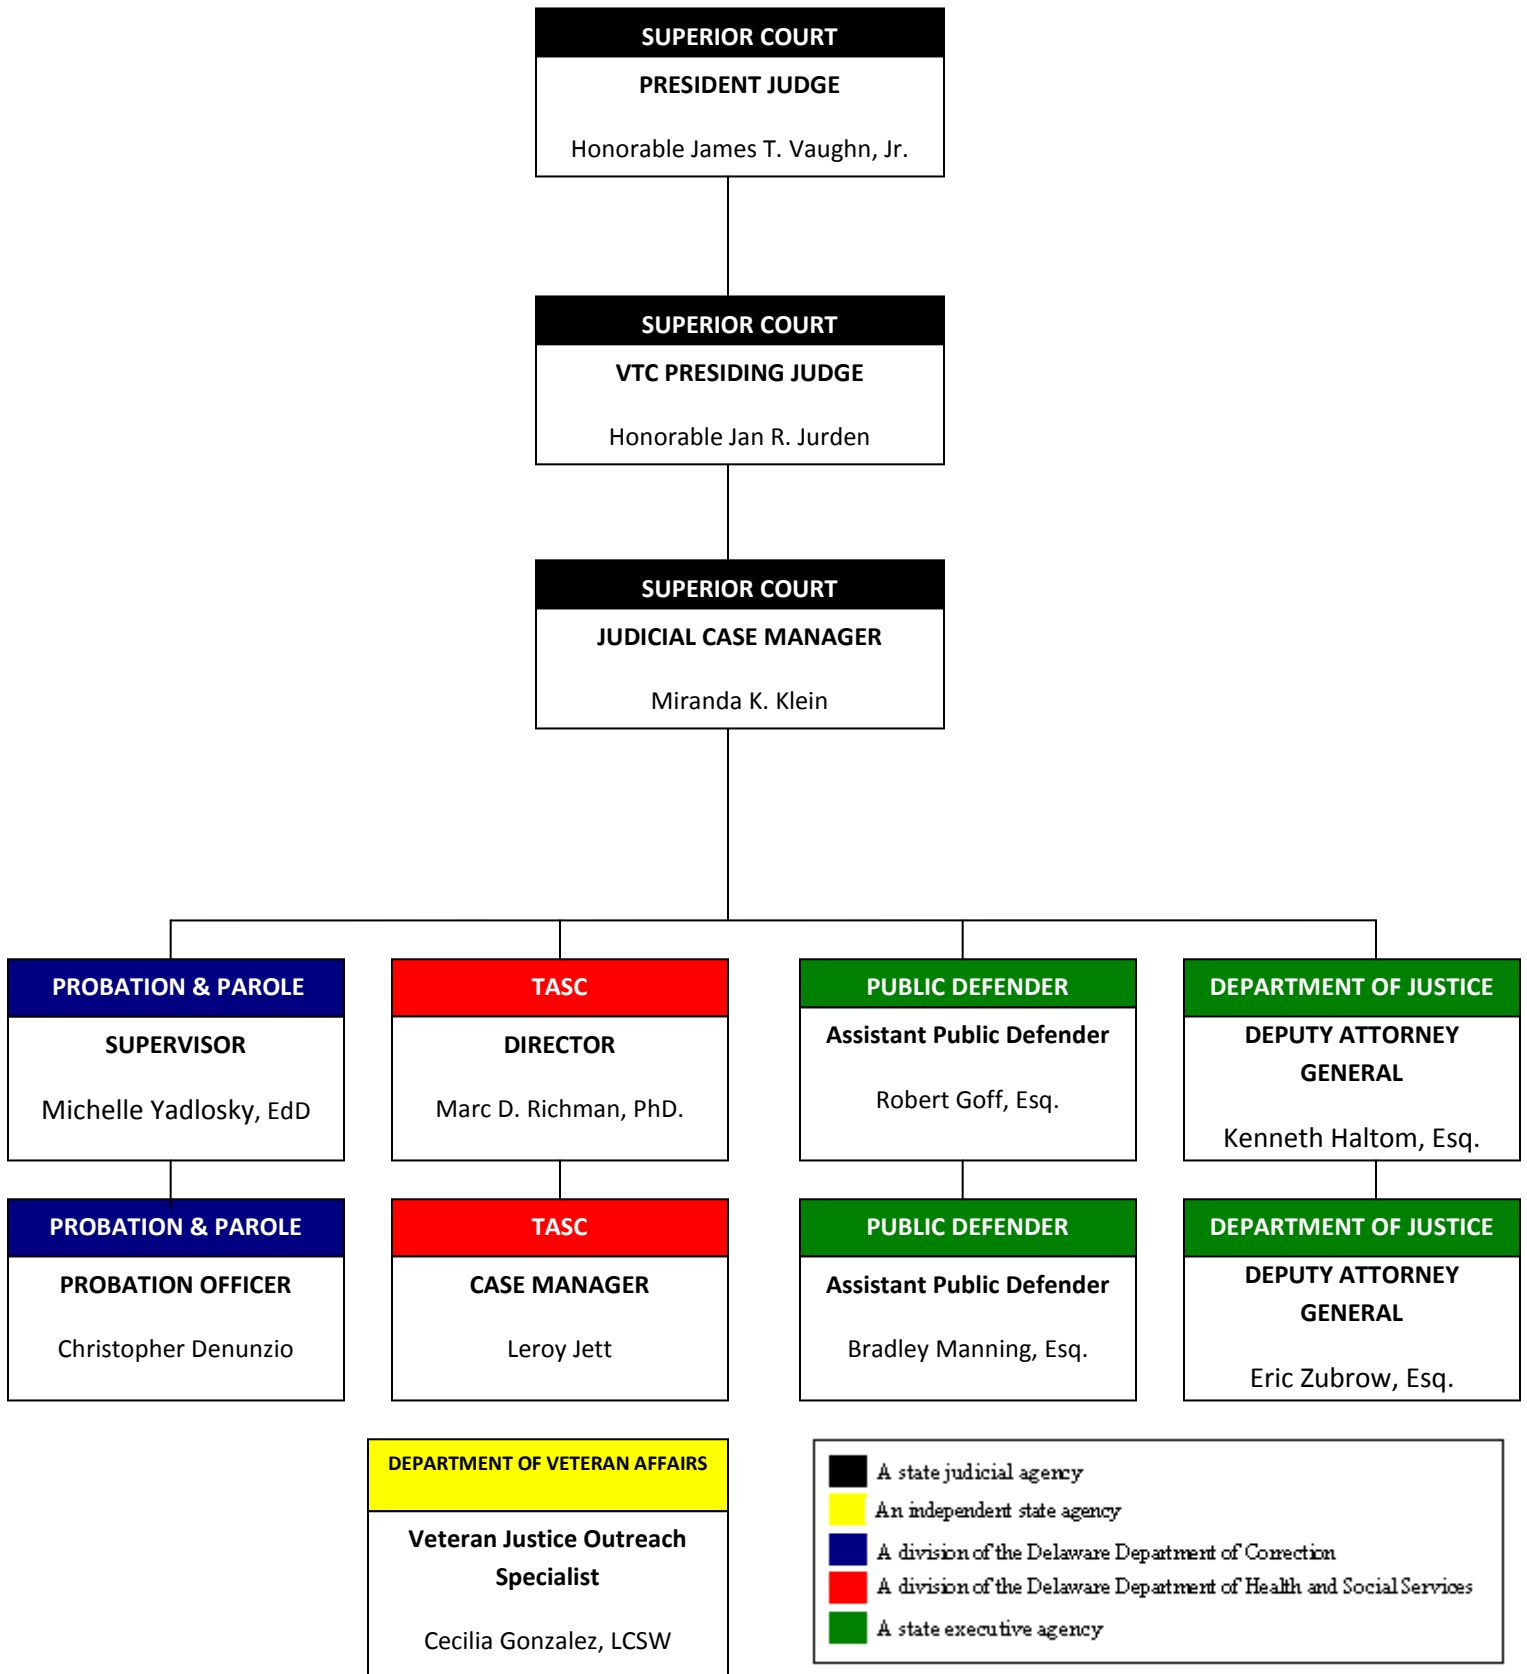 SUPERIOR COURT
PRESIDENT JUDGE
Honorable James T. Vaughn, Jr.
SUPERIOR COURT
VTC PRESIDING JUDGE
Honorable Jan R. Jurden
SUPERIOR COURT
JUDICIAL CASE MANAGER
Miranda K. Klein
PROBATION & PAROLE
SUPERVISOR
Michelle Yadlosky, EdD
TASC
DIRECTOR
Marc D. Richman, PhD.
PUBLIC DEFENDER
Assistant Public Defender
Robert Goff, Esq.
DEPARTMENT OF JUSTICE
DEPUTY ATTORNEY
GENERAL
Kenneth Haltom, Esq.
PROBATION & PAROLE
PROBATION OFFICER
Christopher Denunzio
TASC
CASE MANAGER
Leroy Jett
PUBLIC DEFENDER
Assistant Public Defender
Bradley Manning, Esq.
DEPARTMENT OF JUSTICE
DEPUTY ATTORNEY
GENERAL
Eric Zubrow, Esq.
DEPARTMENT OF VETERAN AFFAIRS
Veteran Justice Outreach
Specialist
Cecilia Gonzalez, LCSW
A state judicial agency
An independent state agency
A division of the Delaware Department of Correction
A division of the Delaware Department of Health and Social Services
A state executive agency